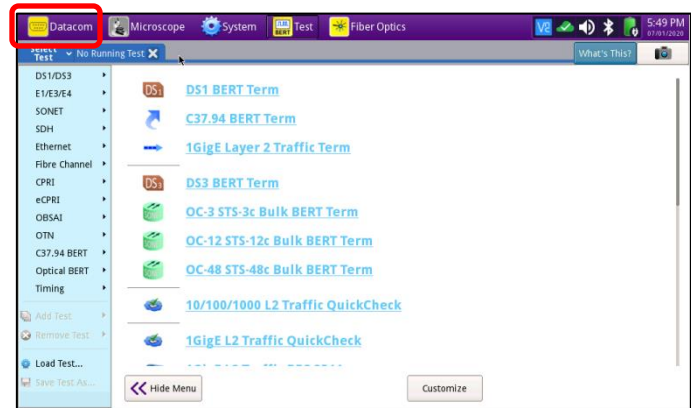 Datacom Microscope System Test Fiber Optics V2 5:49 PM
07/01/2020
Select Test No Running Test What's This?
DS1/DS3
E1/E3/E4
SONET
SDH
Ethernet
Fibre Channel
CPRI
eCPRI
OBSAI
OTN
C37.94 BERT
Optical BERT
Timing
Add Test
Remove Test
Load Test...
Save Test As...
DS1 DS1 BERT Term
C37.94 BERT Term
1GigE Layer 2 Traffic Term
DS3 DS3 BERT Term
OC-3 STS-3c Bulk BERT Term
OC-12 STS-12c Bulk BERT Term
OC-48 STS-48c Bulk BERT Term
10/100/1000 L2 Traffic QuickCheck
1GigE L2 Traffic QuickCheck
Hide Menu Customize